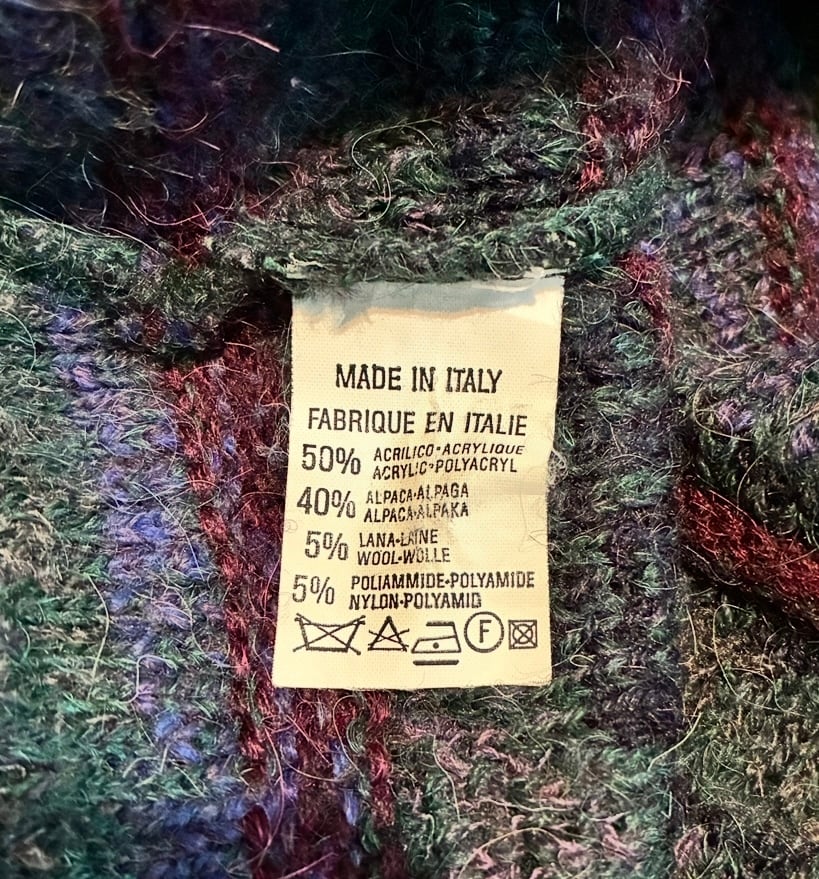 MADE IN ITALY
FABRIQUE EN ITALIE
50% ACRILICO•ACRYLIQUE
ACRYLIC•POLYACRYL
40% ALPACA•ALPAGA
ALPACA•ALPAKA
5% LANA•LAINE
WOOL•WOLLE
5% POLIAMMIDE•POLYAMIDE
NYLON•POLYAMID
F